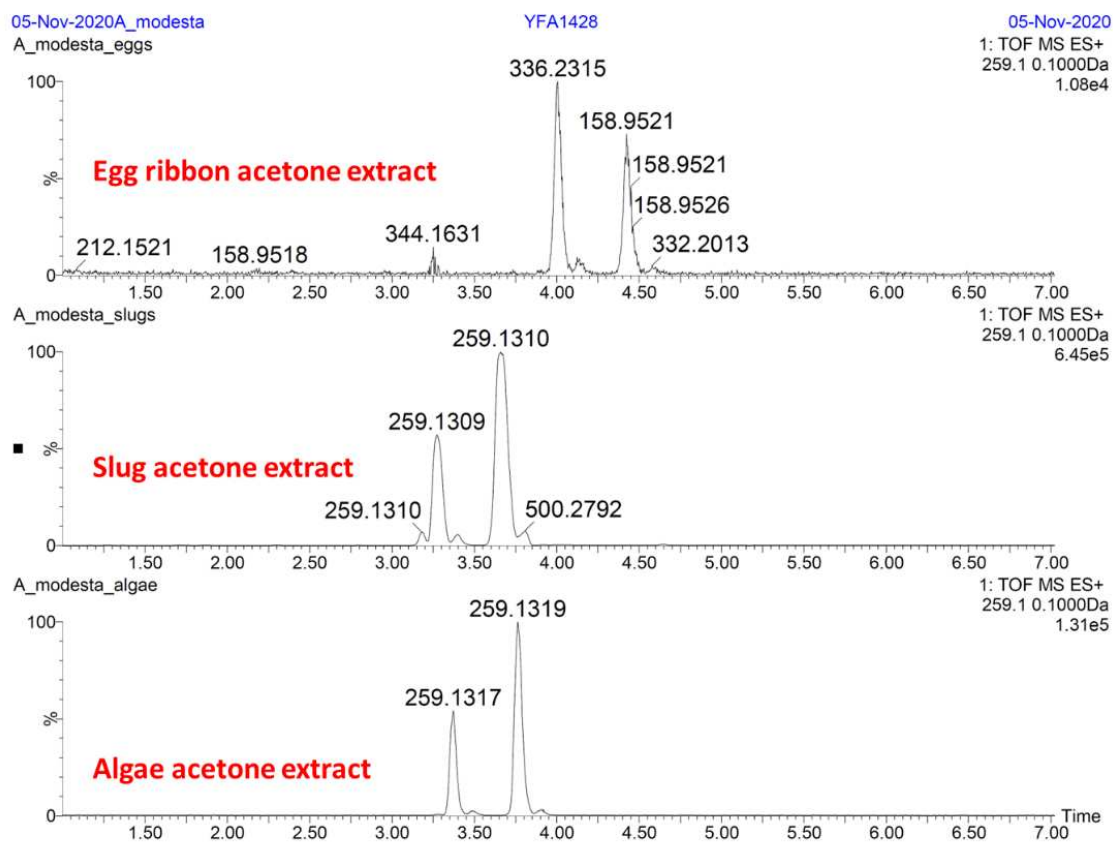 05-Nov-2020A_modesta YFA1428 05-Nov-2020
A_modesta_eggs 1: TOF MS ES+
259.1 0.1000Da
1.08e4
336.2315
100
158.9521
158.9521
Egg ribbon acetone extract
%
158.9526
344.1631
332.2013
212.1521
158.9518
0
1.50 2.00 2.50 3.00 3.50 4.00 4.50 5.00 5.50 6.00 6.50 7.00
A_modesta_slugs 1: TOF MS ES+
259.1 0.1000Da
6.45e5
259.1310
100
259.1309
%
Slug acetone extract
259.1310
500.2792
0
1.50 2.00 2.50 3.00 3.50 4.00 4.50 5.00 5.50 6.00 6.50 7.00
A_modesta_algae 1: TOF MS ES+
259.1 0.1000Da
1.31e5
259.1319
100
259.1317
%
Algae acetone extract
0
Time
1.50 2.00 2.50 3.00 3.50 4.00 4.50 5.00 5.50 6.00 6.50 7.00